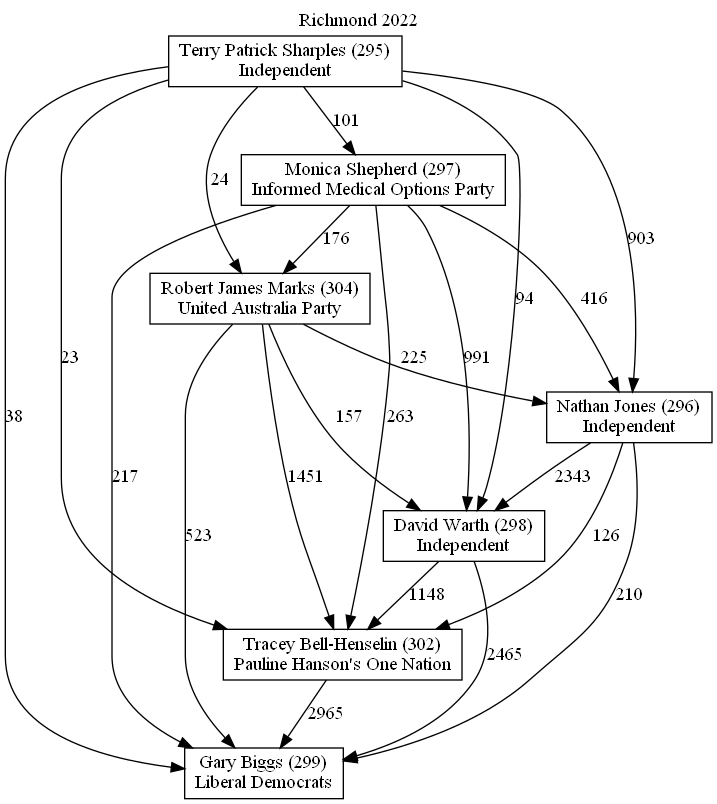 Richmond 2022
Terry Patrick Sharples (295)
Independent
101
Monica Shepherd (297)
Informed Medical Options Party
24
176
903
Robert James Marks (304)
United Australia Party
94
416
23
225
991
Nathan Jones (296)
Independent
38
157
263
217
1451
2343
David Warth (298)
Independent
523
126
1148
210
Tracey Bell-Henselin (302)
Pauline Hanson's One Nation
2465
2965
Gary Biggs (299)
Liberal Democrats